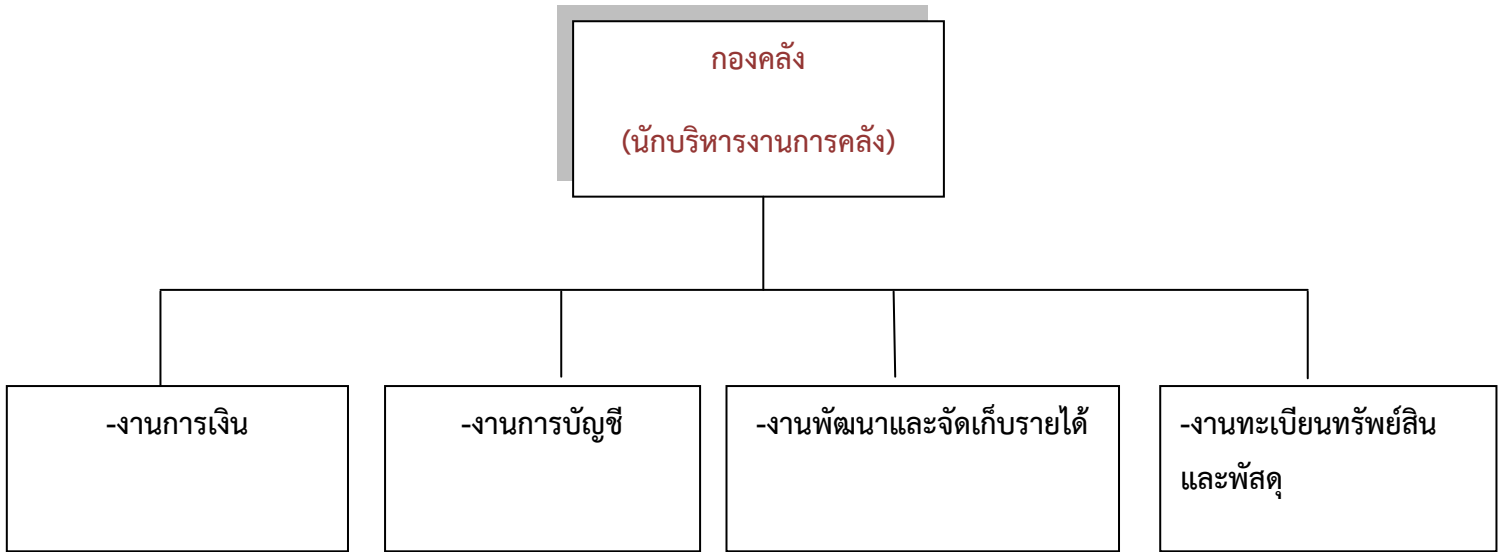 กองคลัง
(นักบริหารงานการคลัง)
-งานการเงิน
-งานการบัญชี
-งานพัฒนาและจัดเก็บรายได้
-งานทะเบียนทรัพย์สิน
และพัสดุ